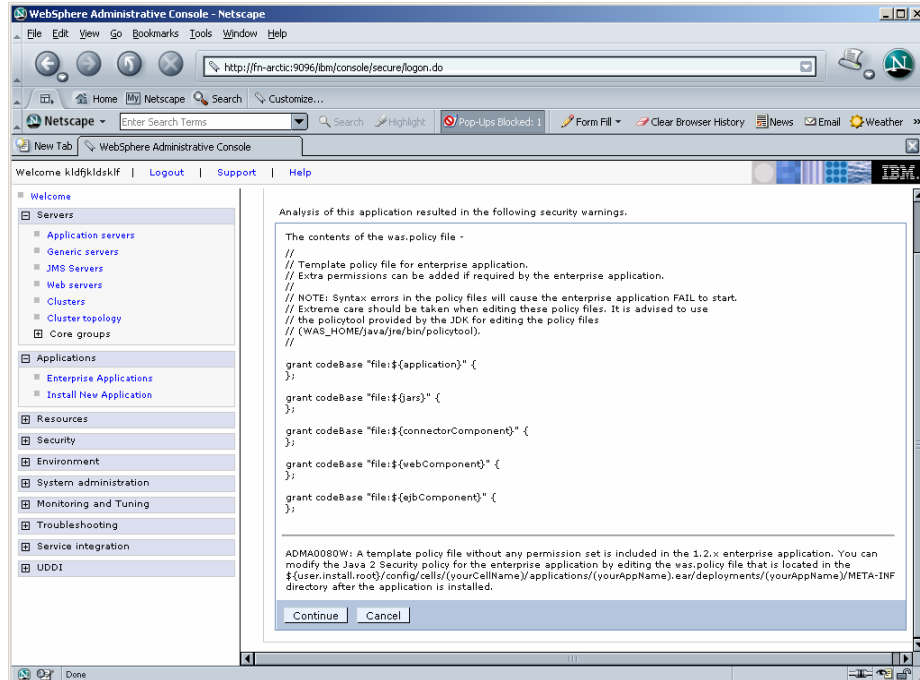 WebSphere Administrative Console - Netscape
File Edit View Go Bookmarks Tools Window Help
http://fn-arctic:9096/ibm/console/secure/logon.do
Home My Netscape Search Customize...
Netscape Enter Search Terms Search Highlight Pop-Ups Blocked: 1 Form Fill Clear Browser History News Email Weather »
New Tab WebSphere Administrative Console
Welcome kldfjkldsklf | Logout | Support | Help IBM.
Welcome
Servers
Application servers
Generic servers
JMS Servers
Web servers
Clusters
Cluster topology
Core groups
Applications
Enterprise Applications
Install New Application
Resources
Security
Environment
System administration
Monitoring and Tuning
Troubleshooting
Service integration
UDDI
Analysis of this application resulted in the following security warnings.
The contents of the was.policy file -
//
// Template policy file for enterprise application.
// Extra permissions can be added if required by the enterprise application.
//
// NOTE: Syntax errors in the policy files will cause the enterprise application FAIL to start.
// Extreme care should be taken when editing these policy files. It is advised to use
// the policytool provided by the JDK for editing the policy files
// (WAS_HOME/java/jre/bin/policytool).
//
grant codeBase "file:${application}" {
};
grant codeBase "file:${jars}" {
};
grant codeBase "file:${connectorComponent}" {
};
grant codeBase "file:${webComponent}" {
};
grant codeBase "file:${ejbComponent}" {
};
ADMA0080W: A template policy file without any permission set is included in the 1.2.x enterprise application. You can
modify the Java 2 Security policy for the enterprise application by editing the was.policy file that is located in the
${user.install.root}/config/cells/(yourCellName)/applications/(yourAppName).ear/deployments/(yourAppName)/META-INF
directory after the application is installed.
Continue Cancel
Done